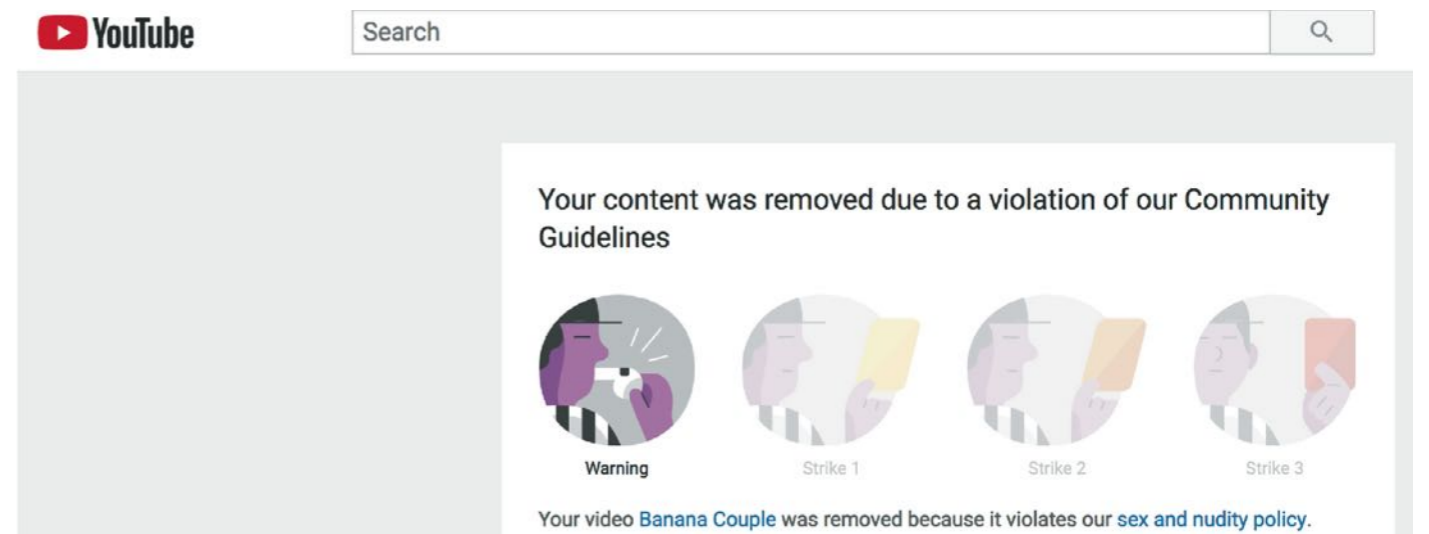 YouTube
Search
Your content was removed due to a violation of our Community
Guidelines
Warning
Strike 1
Strike 2
Strike 3
Your video Banana Couple was removed because it violates our sex and nudity policy.